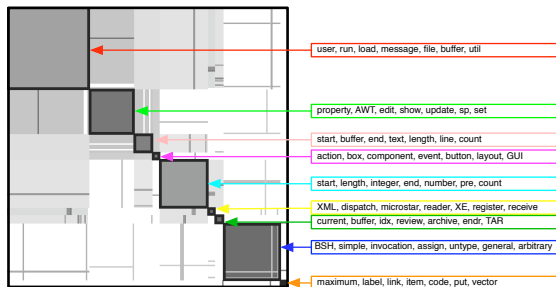 user, run, load, message, file, buffer, util
property, AWT, edit, show, update, sp, set
start, buffer, end, text, length, line, count
action, box, component, event, button, layout, GUI
start, length, integer, end, number, pre, count
XML, dispatch, microstar, reader, XE, register, receive
current, buffer, idx, review, archive, endr, TAR
BSH, simple, invocation, assign, untype, general, arbitrary
maximum, label, link, item, code, put, vector